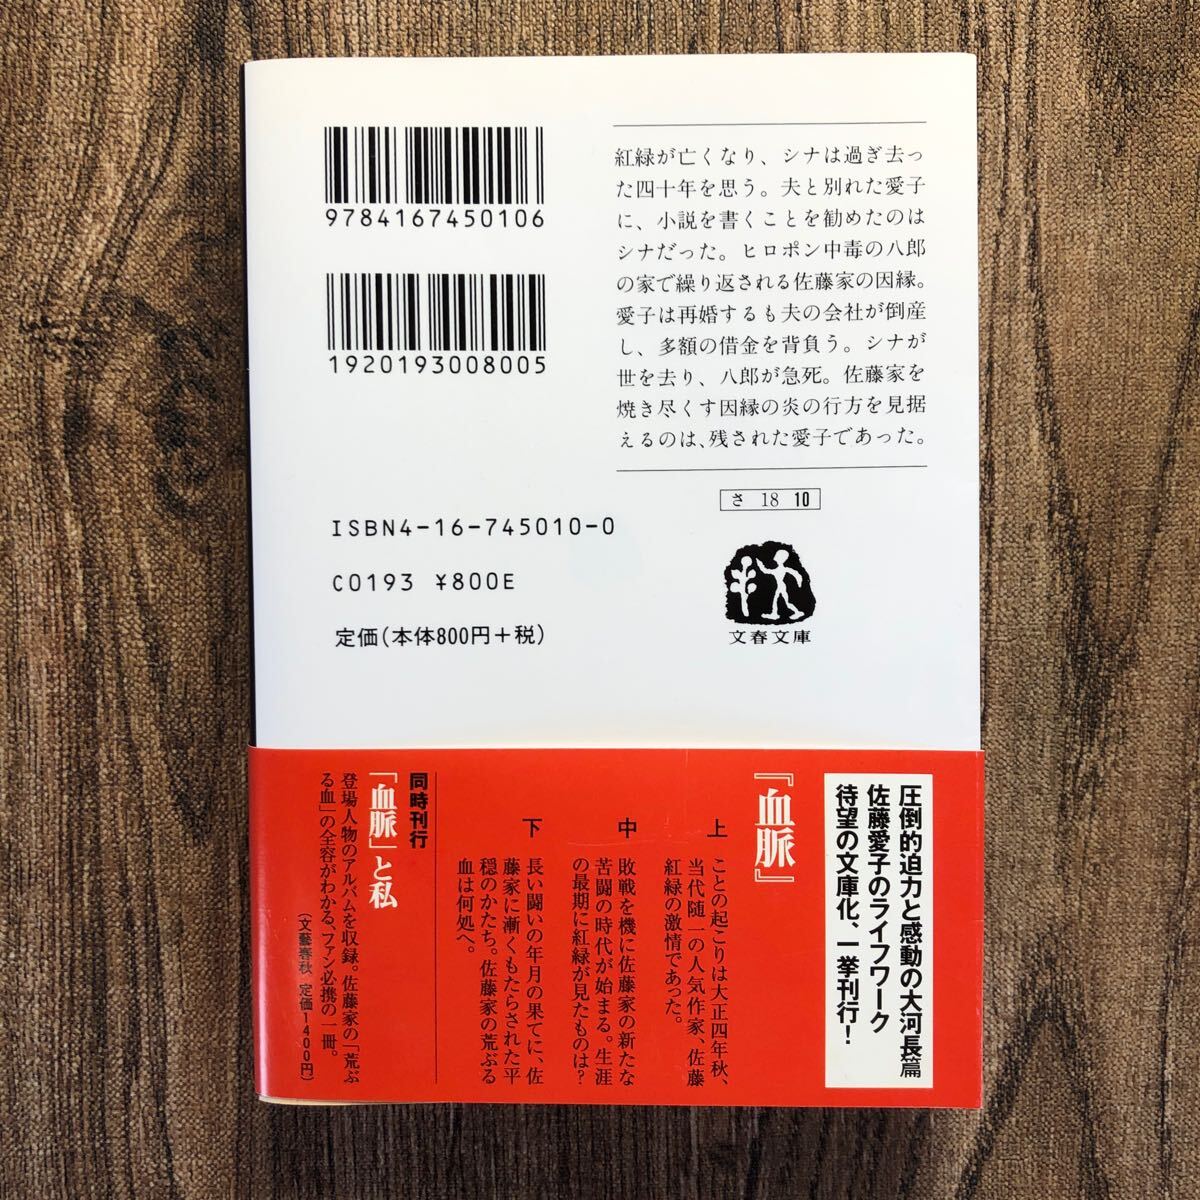 9784167450106
1920193008005
紅緑が亡くなり、シナは過ぎ去っ
た四十年を思う。夫と別れた愛子
に、小説を書くことを勧めたのは
シナだった。ヒロポン中毒の八郎
の家で繰り返される佐藤家の因縁。
愛子は再婚するも夫の会社が倒産
し、多額の借金を背負う。シナが
世を去り、八郎が急死。佐藤家を
焼き尽くす因縁の炎の行方を見据
えるのは、残された愛子であった。
さ 18 10
文春文庫
ISBN4-16-745010-0
C0193 ¥800E
定価(本体800円+税)
圧倒的迫力と感動の大河長篇
佐藤愛子のライフワーク
待望の文庫化、一挙刊行!
『血脈』
上 ことの起こりは大正四年秋、
当代随一の人気作家、佐藤
紅緑の激情であった。
中 敗戦を機に佐藤家の新たな
苦闘の時代が始まる。生涯
の最期に紅緑が見たものは?
下 長い闘いの年月の果てに、佐
藤家に漸くもたらされた平
穏のかたち。佐藤家の荒ぶる
血は何処へ。
同時刊行
「血脈」と私
登場人物のアルバムを収録。佐藤家の「荒ぶ
る血」の全容がわかる、ファン必携の一冊。
(文藝春秋 定価1400円)